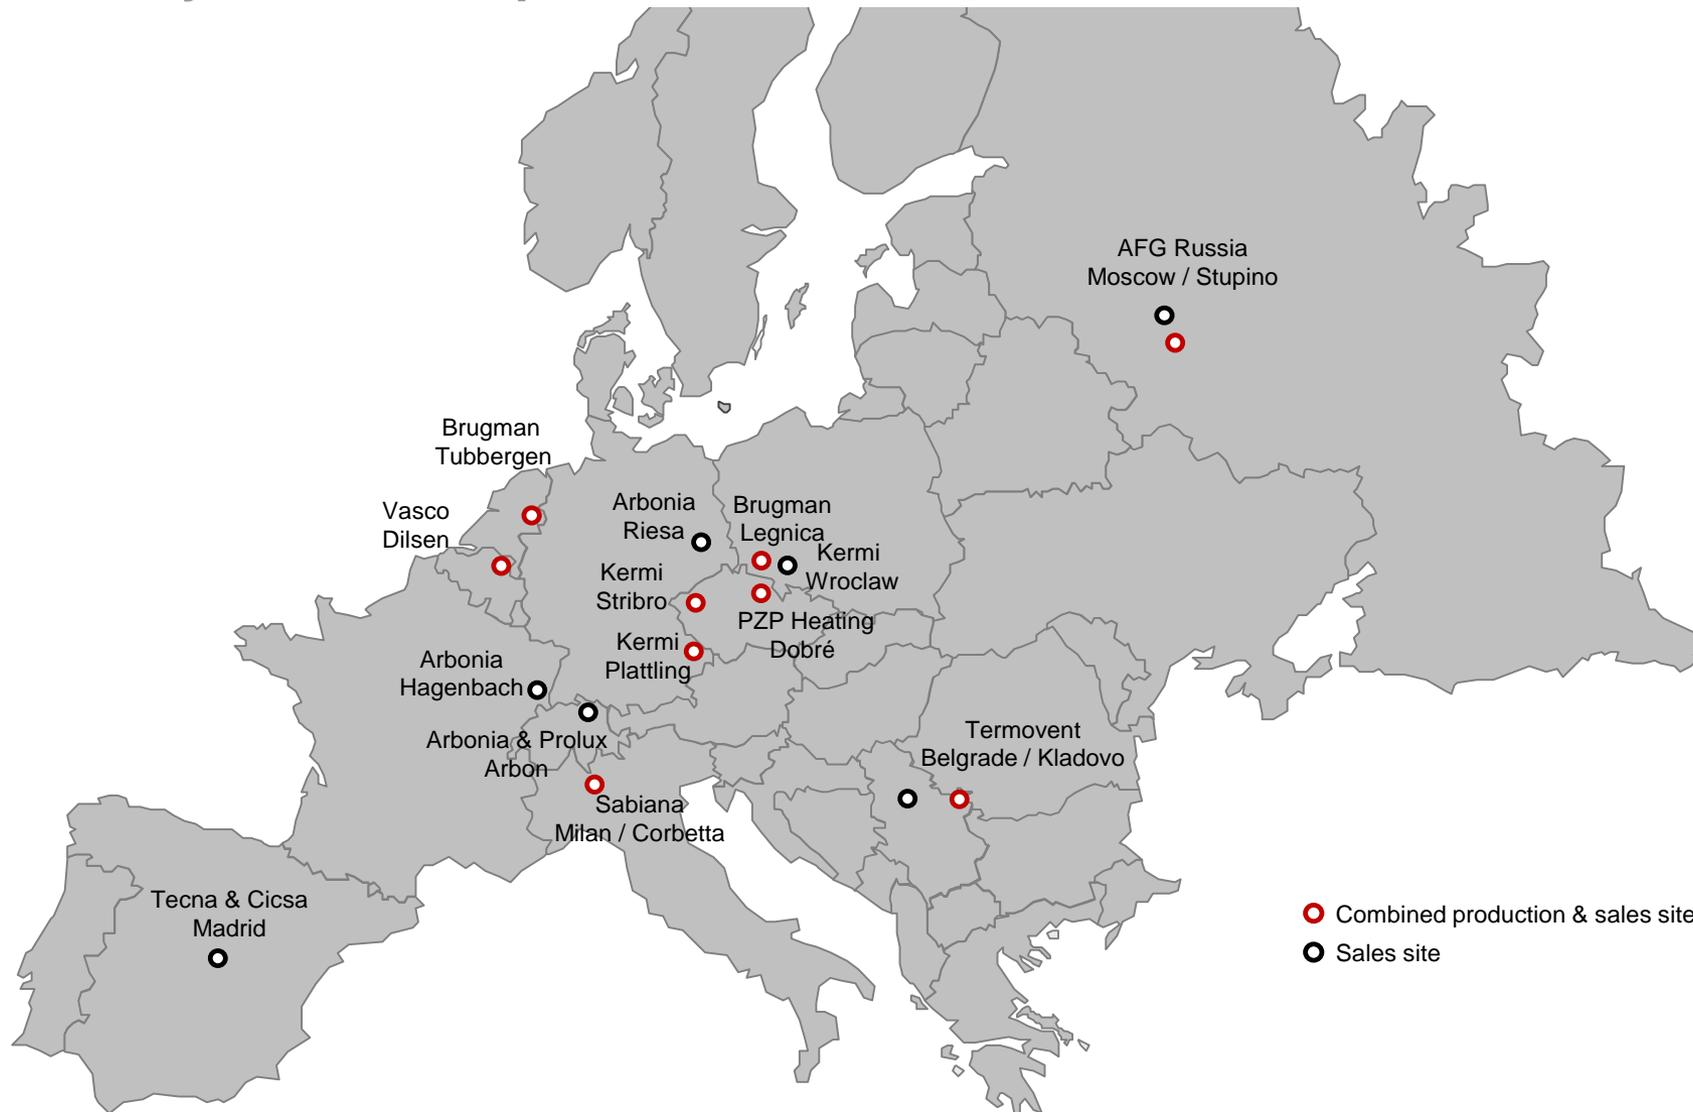 AFG Russia
Moscow / Stupino
Brugman
Tubbergen
Vasco
Dilsen
Arbonia
Riesa
Brugman
Legnica
Kermi
Wroclaw
Kermi
Stribro
PZP Heating
Dobré
Kermi
Plattling
Arbonia
Hagenbach
Arbonia & Prolux
Arbon
Termovent
Belgrade / Kladovo
Sabiana
Milan / Corbetta
Tecna & Cicsa
Madrid
Combined production & sales site
Sales site